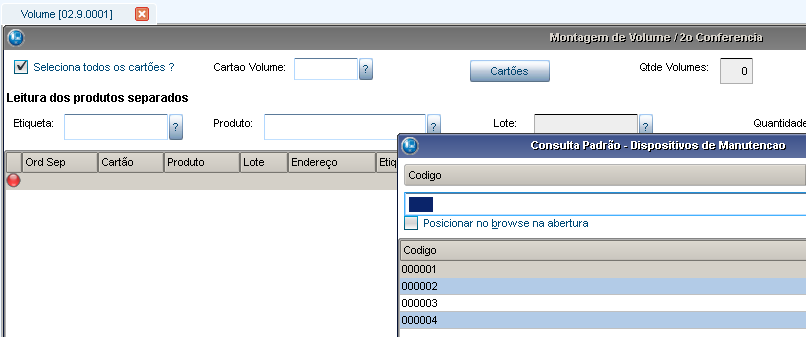 Volume [02.9.0001]
Montagem de Volume / 2o Conferencia
Seleciona todos os cartões ? Cartao Volume: ? Cartões Qtde Volumes: 0
Leitura dos produtos separados
Etiqueta: ? Produto: ? Lote: ? Quantidade
Consulta Padrão - Dispositivos de Manutencao
Ord Sep Cartão Produto Lote Endereço Etiq
Codigo
Posicionar no browse na abertura
Codigo
000001
000002
000003
000004